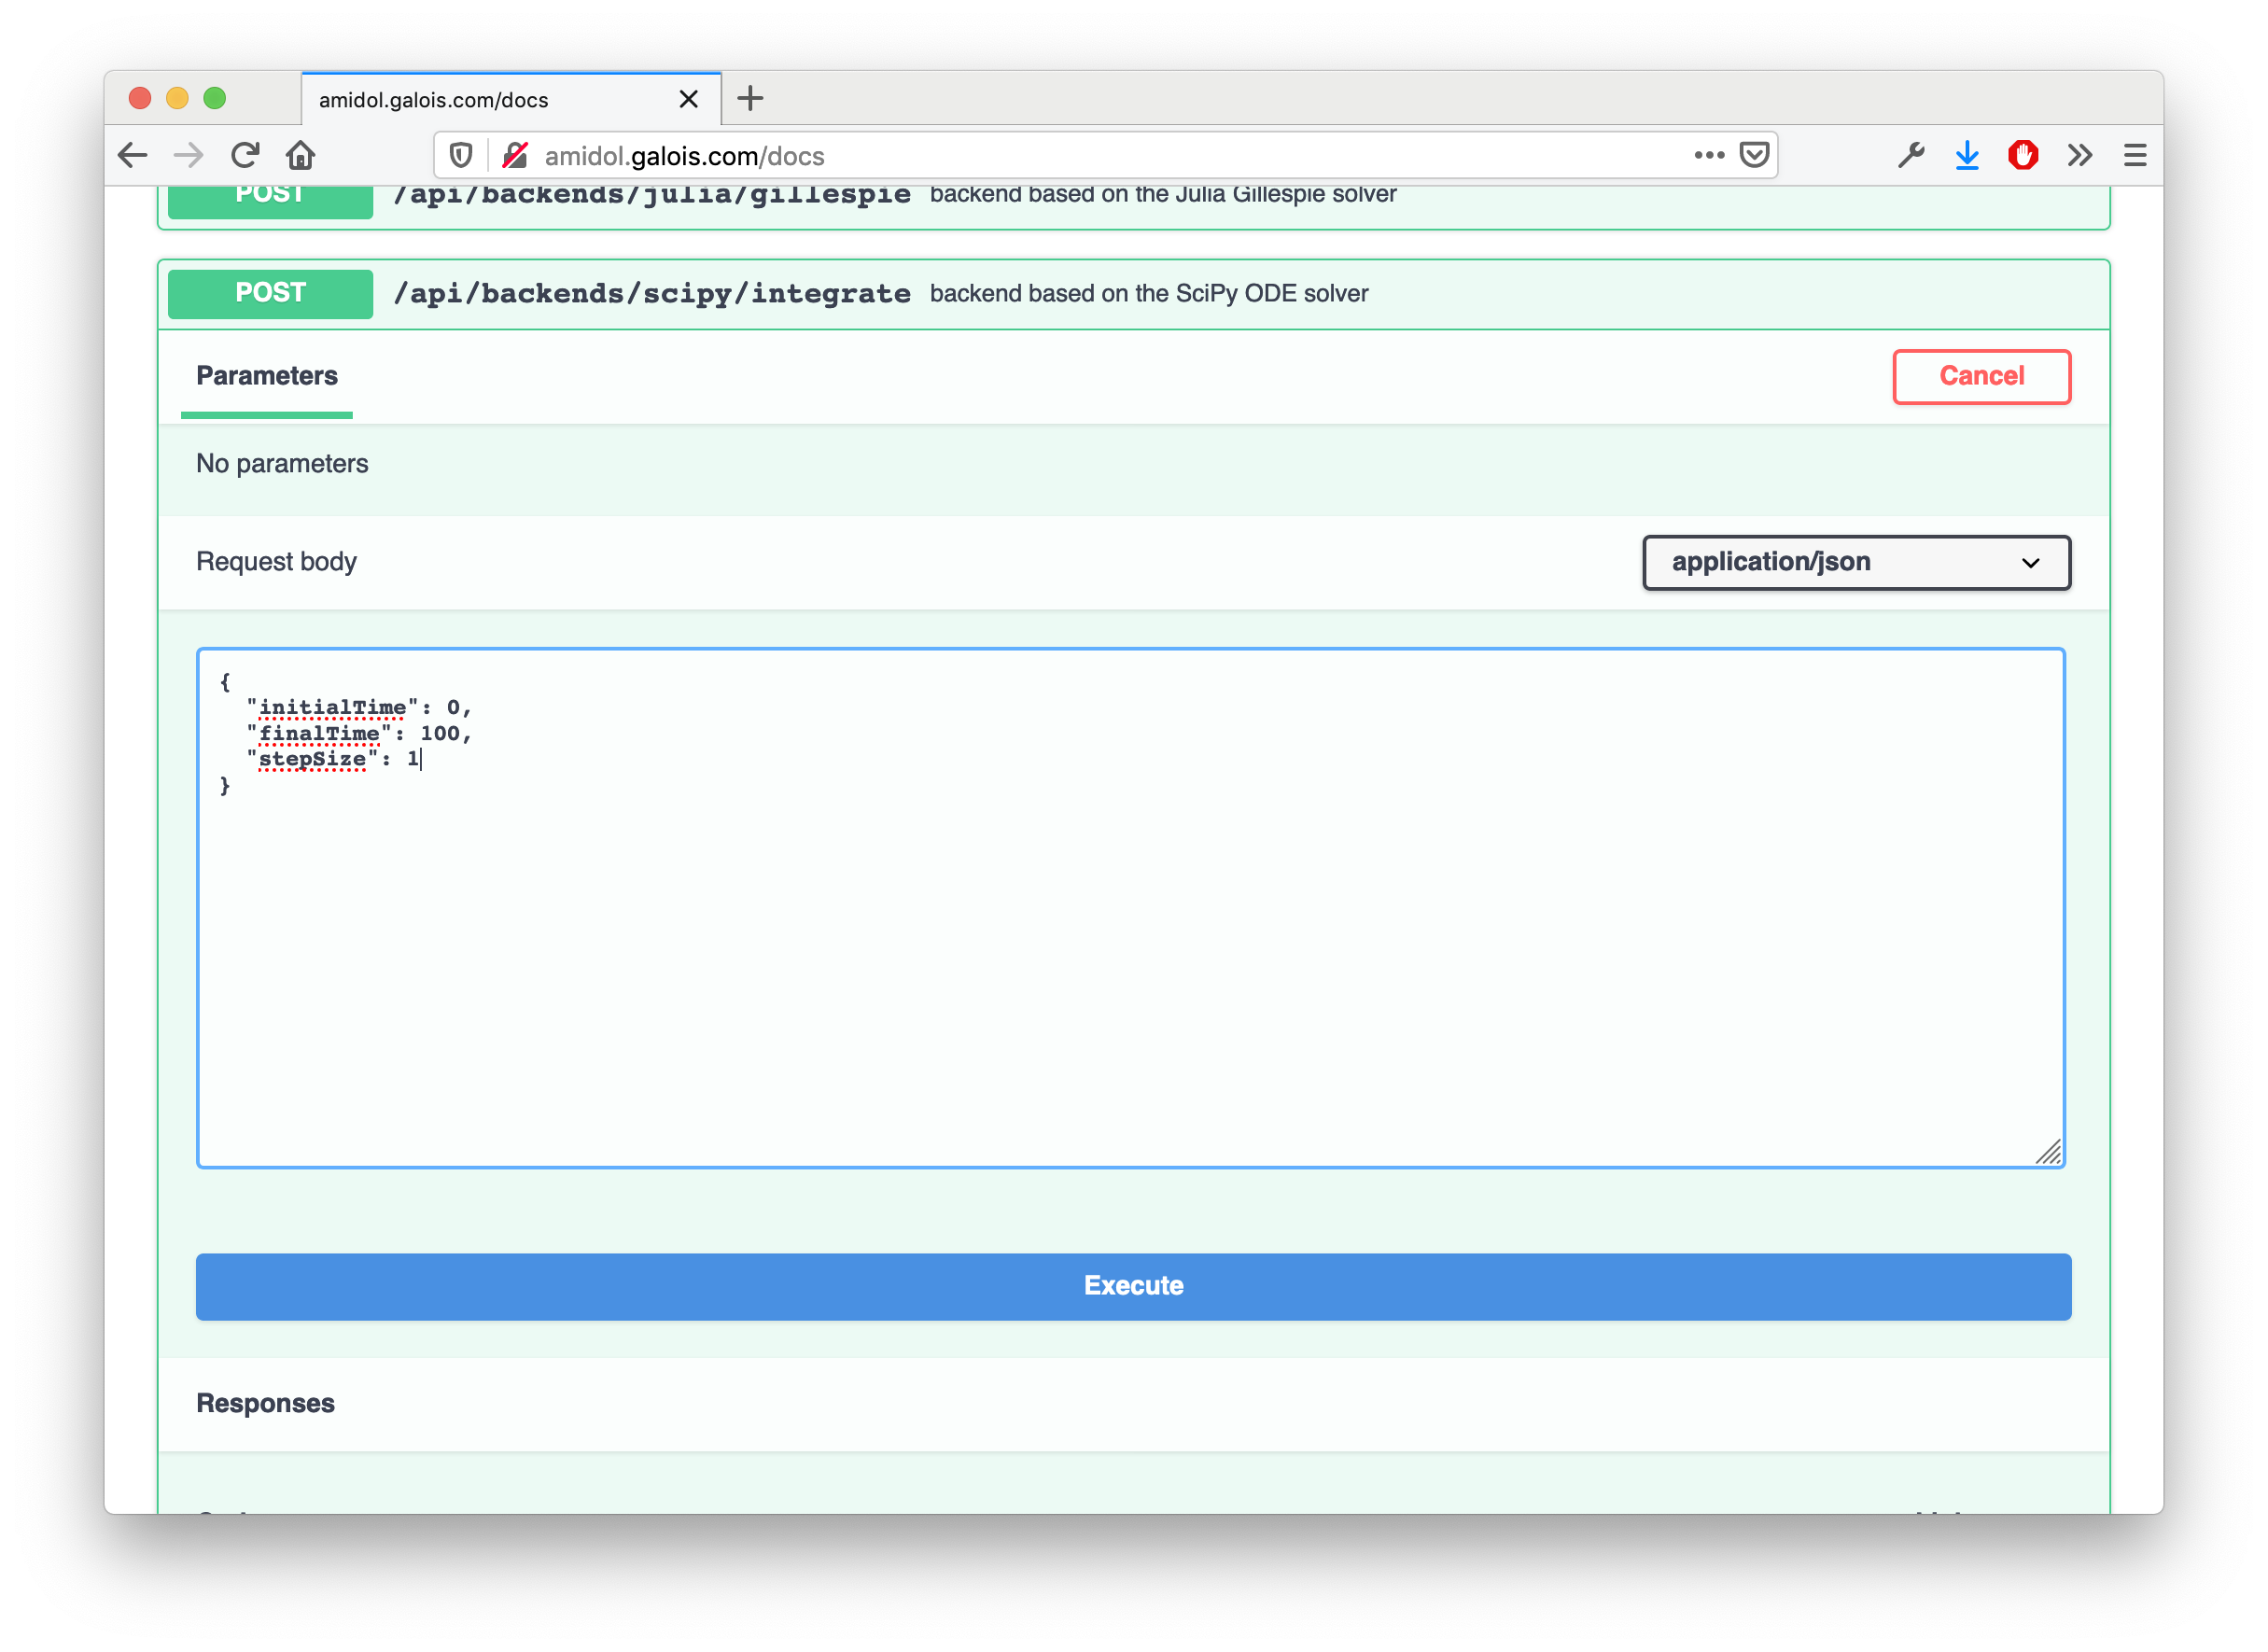 amidol.galois.com/docs
amidol.galois.com/docs
POST /api/backends/julia/gillespie backend based on the Julia Gillespie solver
POST /api/backends/scipy/integrate backend based on the SciPy ODE solver
Parameters Cancel
No parameters
Request body application/json
{
"initialTime": 0,
"finalTime": 100,
"stepSize": 1
}
Execute
Responses